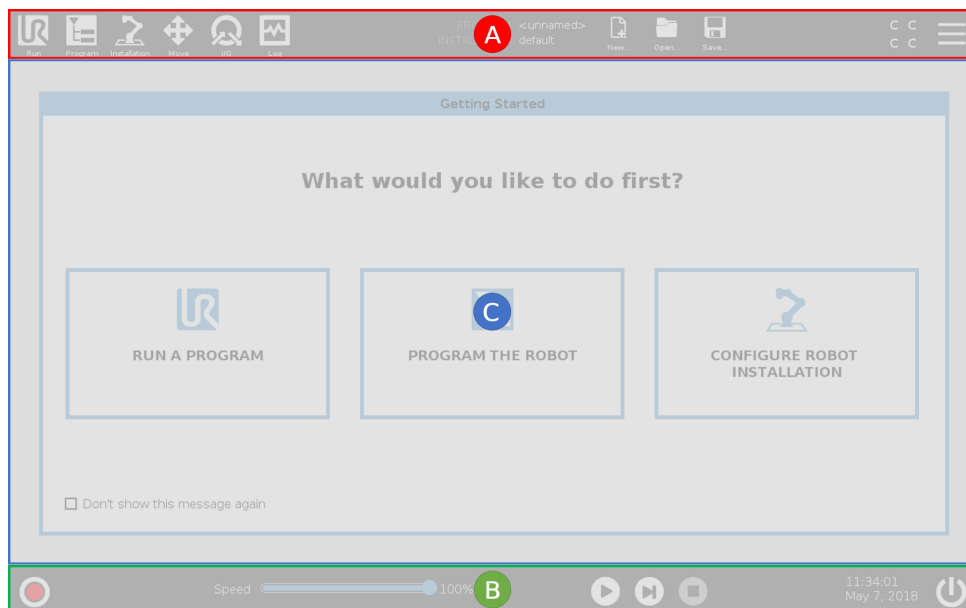 Run Program Installation Move I/O Log
PR A <unnamed> New... Open... Save... C C
INSTAL default C C
Getting Started
What would you like to do first?
C
RUN A PROGRAM PROGRAM THE ROBOT CONFIGURE ROBOT
INSTALLATION
Don't show this message again
Speed 100% B 11:34:01
May 7, 2018